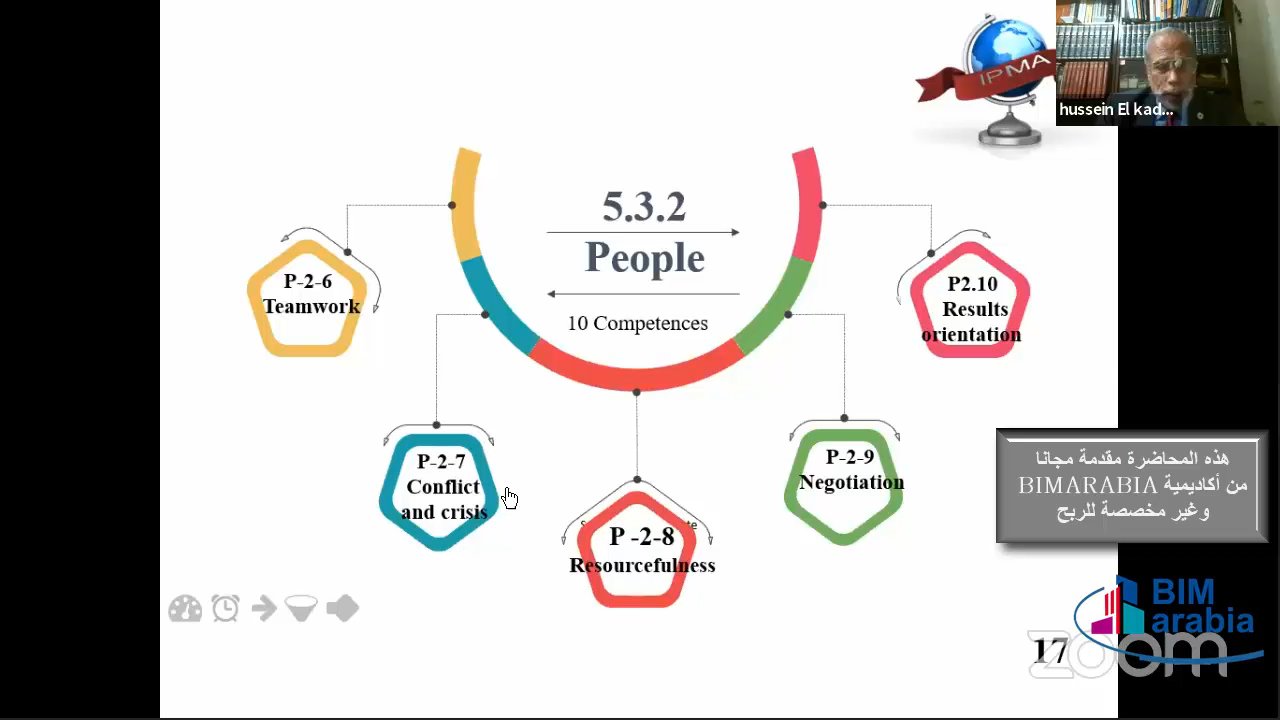 IPMA
hussein El kad...
5.3.2
People
10 Competences
P-2-6
Teamwork
P2.10
Results
orientation
P-2-7
Conflict
and crisis
P-2-9
Negotiation
P -2-8
Resourcefulness
هذه المحاضرة مقدمة مجانا
من أكاديمية BIMARABIA
وغير مخصصة للربح
BIM
arabia
17
zoom